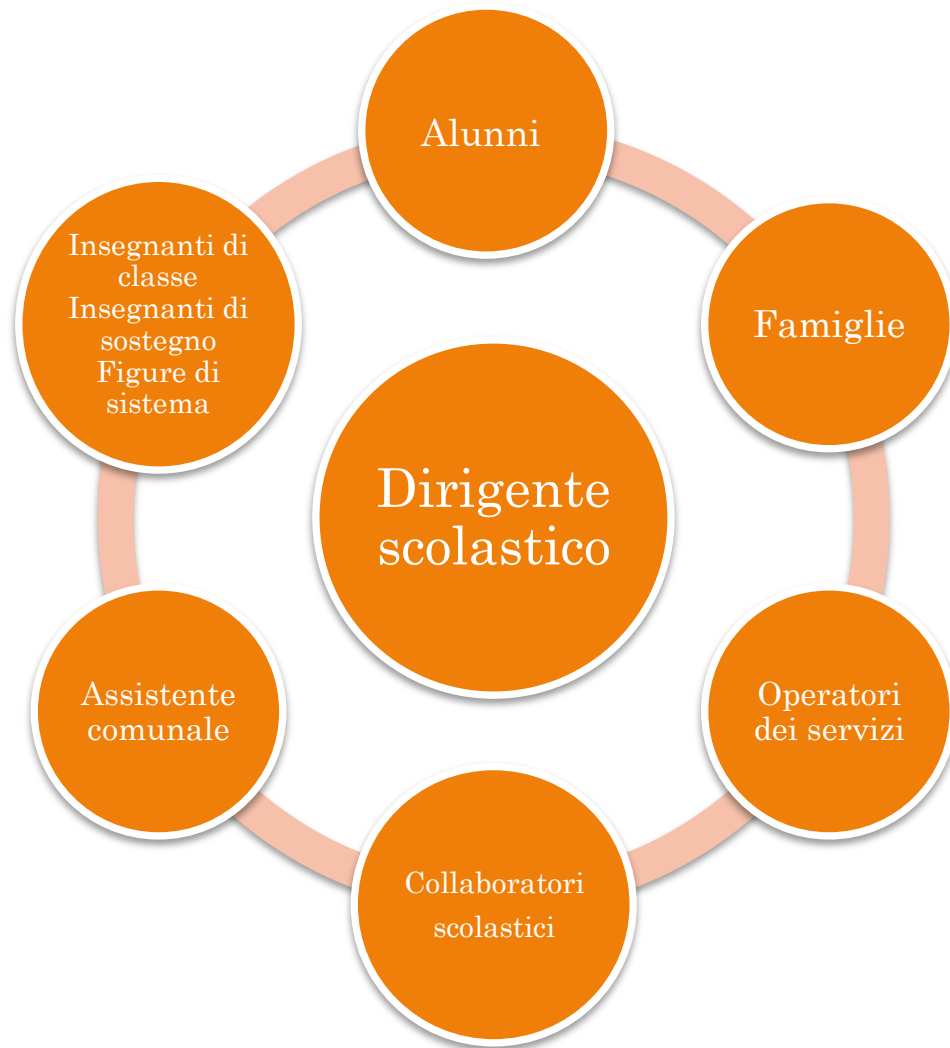 Alunni
Famiglie
Operatori
dei servizi
Collaboratori
scolastici
Assistente
comunale
Insegnanti di
classe
Insegnanti di
sostegno
Figure di
sistema
Dirigente
scolastico